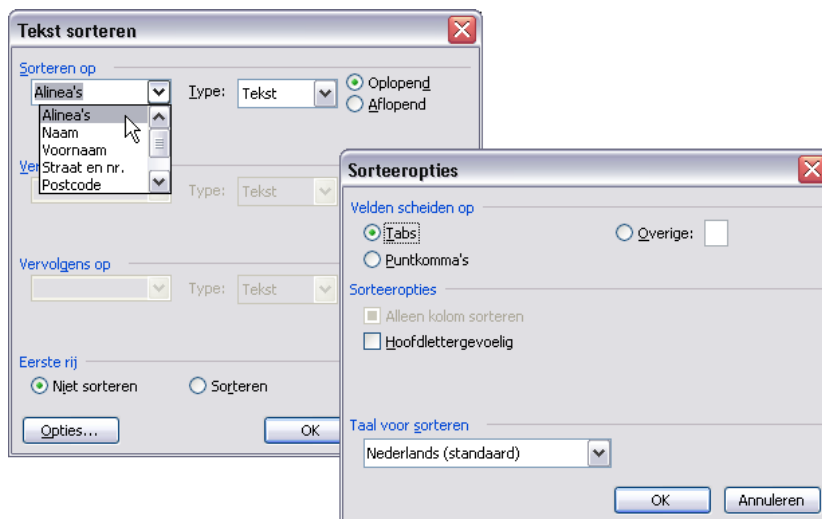 Tekst sorteren
Sorteren op
Alinea's Type: Tekst Oplopend
Aflopend
Alinea's
Naam
Voornaam
Straat en nr.
Postcode
Ver
Type: Tekst
Vervolgens op
Type: Tekst
Eerste rij
Niet sorteren Sorteren
Opties... OK
Sorteeropties
Velden scheiden op
Tabs Overige:
Puntkomma's
Sorteeropties
Alleen kolom sorteren
Hoofdlettergevoelig
Taal voor sorteren
Nederlands (standaard)
OK Annuleren